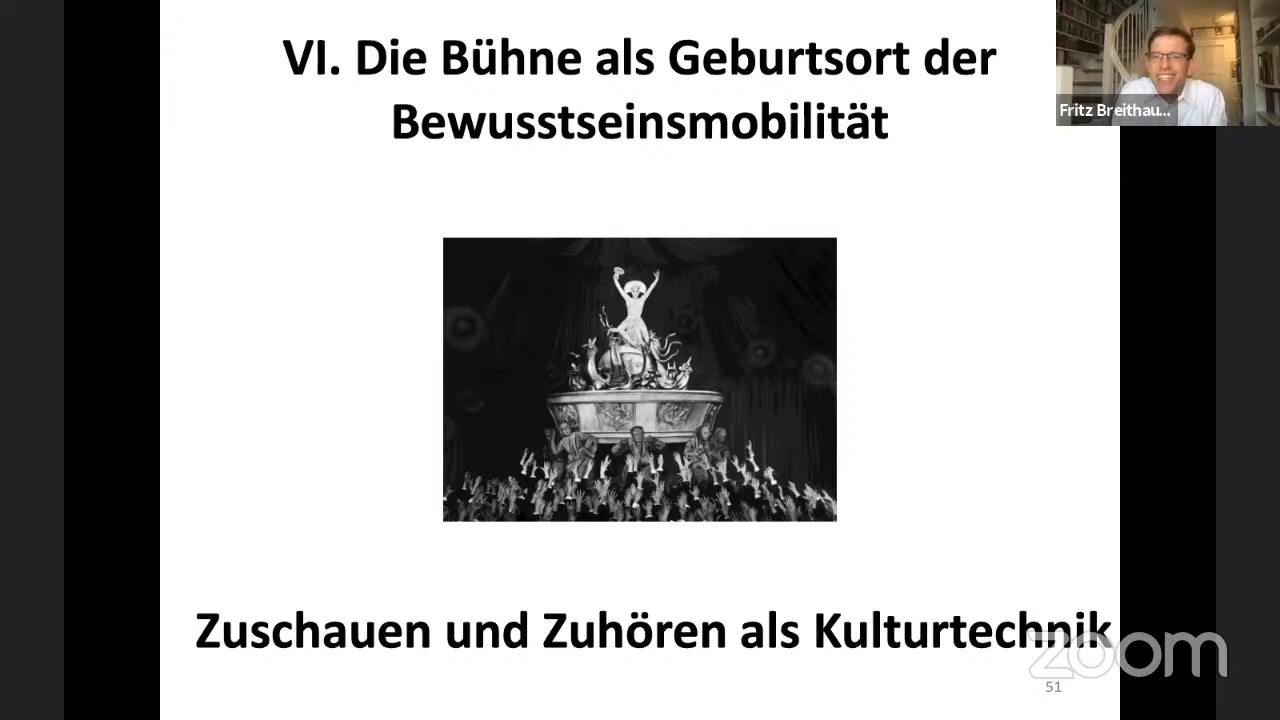 VI. Die Bühne als Geburtsort der
Bewusstseinsmobilität
Fritz Breithau...
Zuschauen und Zuhören als Kulturtechnik
zoom
51